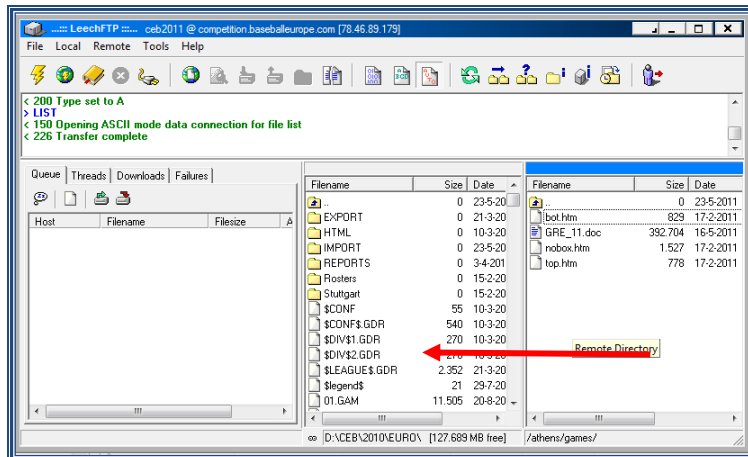 ...::: LeechFTP :::... ceb2011 @ competition.baseballeurope.com [78.46.89.179]
File Local Remote Tools Help
< 200 Type set to A
> LIST
< 150 Opening ASCII mode data connection for file list
< 226 Transfer complete
Queue Threads Downloads Failures
Host Filename Filesize A
Filename Size Date
.. 0 23-5-20
EXPORT 0 21-3-20
HTML 0 10-3-20
IMPORT 0 23-5-20
REPORTS 0 3-4-201
Rosters 0 15-2-20
Stuttgart 0 15-2-20
$CONF 55 10-3-20
$CONF$.GDR 540 10-3-20
$DIV$1.GDR 270 10-3-20
$DIV$2.GDR
$LEAGUE$.GDR 2.352 21-3-20
$legend$ 21 29-7-20
01.GAM 11.505 20-8-20
Filename Size Date
.. 0 23-5-2011
bot.htm 829 17-2-2011
GRE_11.doc 392.704 16-5-2011
nobox.htm 1.527 17-2-2011
top.htm 778 17-2-2011
Remote Directory
D:\CEB\2010\EURO\ [127.689 MB free]
/athens/games/